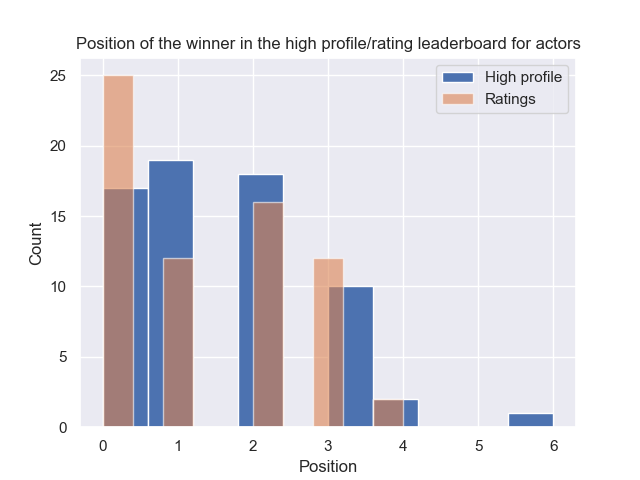 Position of the winner in the high profile/rating leaderboard for actors
High profile
Ratings
25
20
15
10
5
0
Count
0 1 2 3 4 5 6
Position